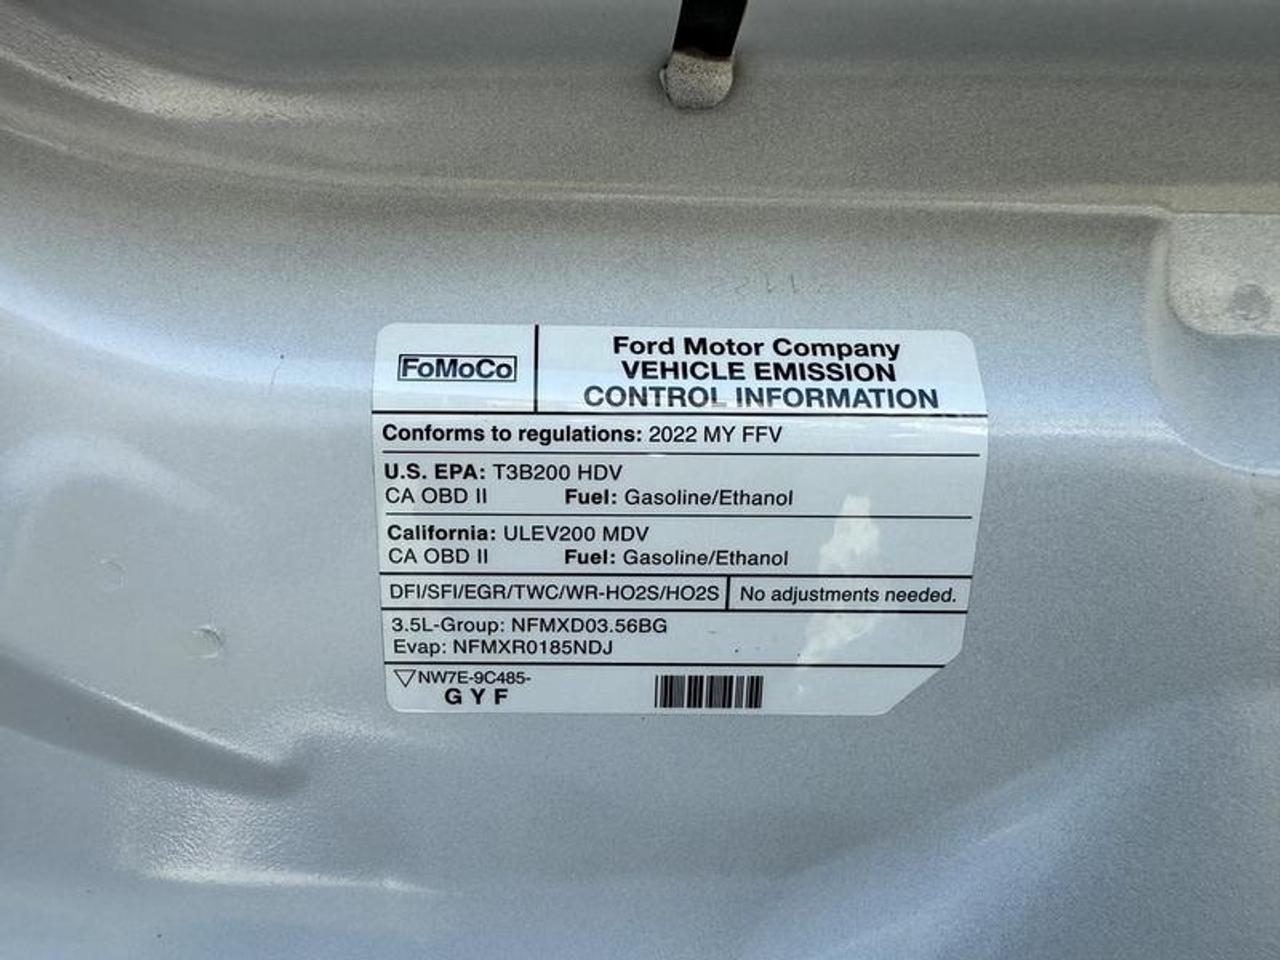 FoMoCo
Ford Motor Company
VEHICLE EMISSION
CONTROL INFORMATION
Conforms to regulations: 2022 MY FFV
U.S. EPA: T3B200 HDV
CA OBD II Fuel: Gasoline/Ethanol
California: ULEV200 MDV
CA OBD II Fuel: Gasoline/Ethanol
DFI/SFI/EGR/TWC/WR-HO2S/HO2S No adjustments needed.
3.5L-Group: NFMXD03.56BG
Evap: NFMXR0185NDJ
NW7E-9C485-
G Y F